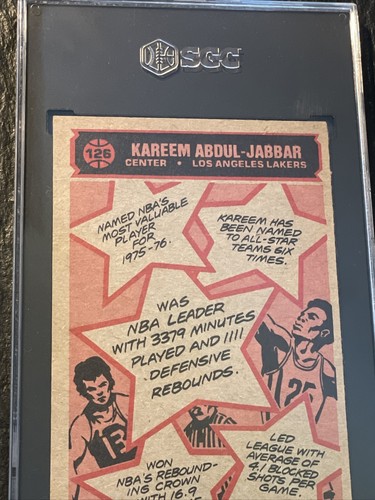 SGC
126
KAREEM ABDUL-JABBAR
CENTER • LOS ANGELES LAKERS
NAMED NBA'S
MOST VALUABLE
PLAYER
FOR
1975-76.
KAREEM HAS
BEEN NAMED
TO ALL-STAR
TEAMS SIX
TIMES.
WAS
NBA LEADER
WITH 3379 MINUTES
PLAYED AND 1111
DEFENSIVE
REBOUNDS.
13
25
WON
NBA'S REBOUND-
ING CROWN
WITH 16.9
LED
LEAGUE WITH
AVERAGE OF
4.1 BLOCKED
SHOTS PER
GAME.